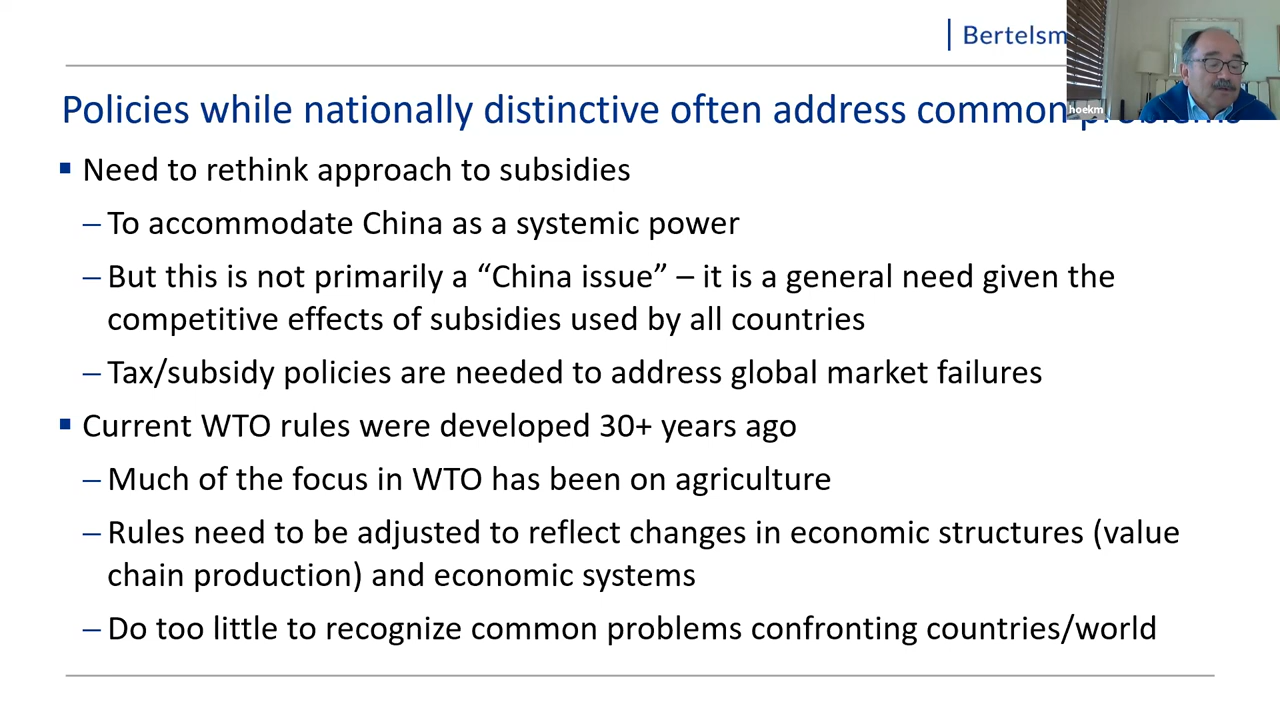 Bertelsm
hoekm
Policies while nationally distinctive often address common problems
▪ Need to rethink approach to subsidies
– To accommodate China as a systemic power
– But this is not primarily a “China issue” – it is a general need given the
competitive effects of subsidies used by all countries
– Tax/subsidy policies are needed to address global market failures
▪ Current WTO rules were developed 30+ years ago
– Much of the focus in WTO has been on agriculture
– Rules need to be adjusted to reflect changes in economic structures (value
chain production) and economic systems
– Do too little to recognize common problems confronting countries/world